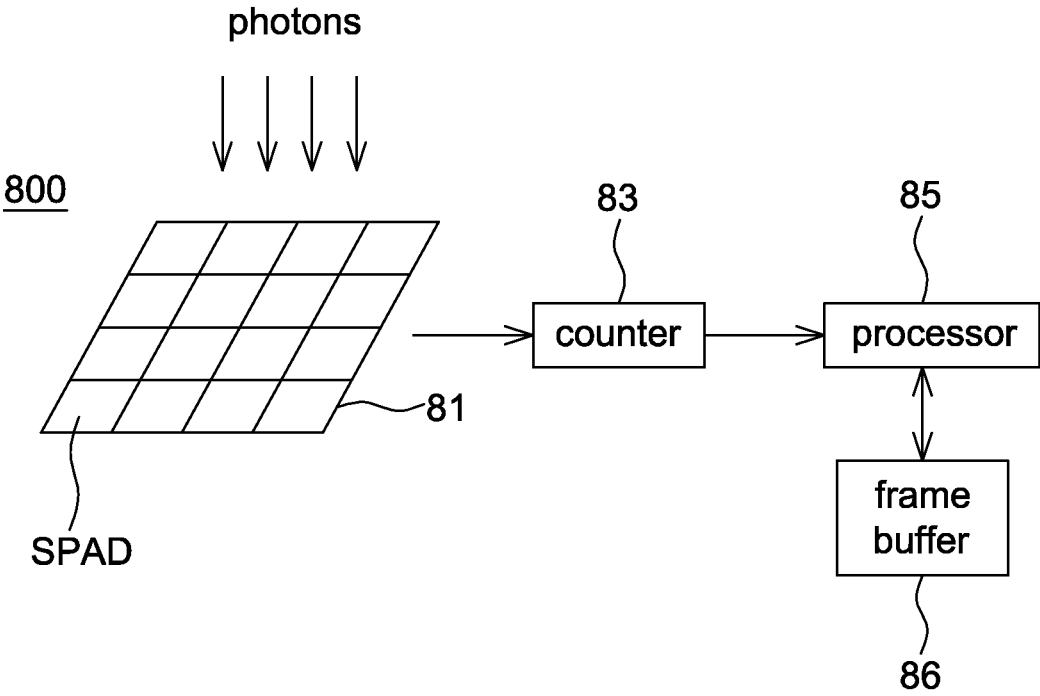 photons
800
83
85
counter
processor
81
frame
buffer
SPAD
86